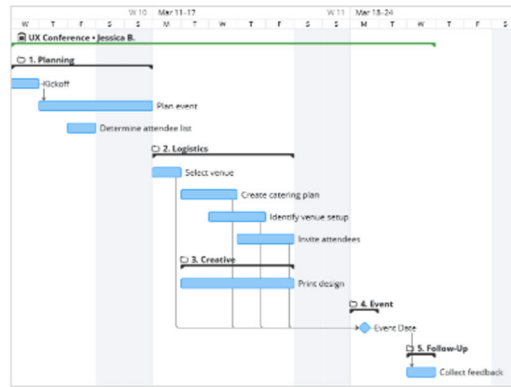 W 10 Mar 11-17 W 11 Mar 18-24
W T F S S M T W T F S S M T W T F S
UX Conference • Jessica B.
1. Planning
Kickoff
Plan event
Determine attendee list
2. Logistics
Select venue
Create catering plan
Identify venue setup
Invite attendees
3. Creative
Print design
4. Event
Event Date
5. Follow-Up
Collect feedback